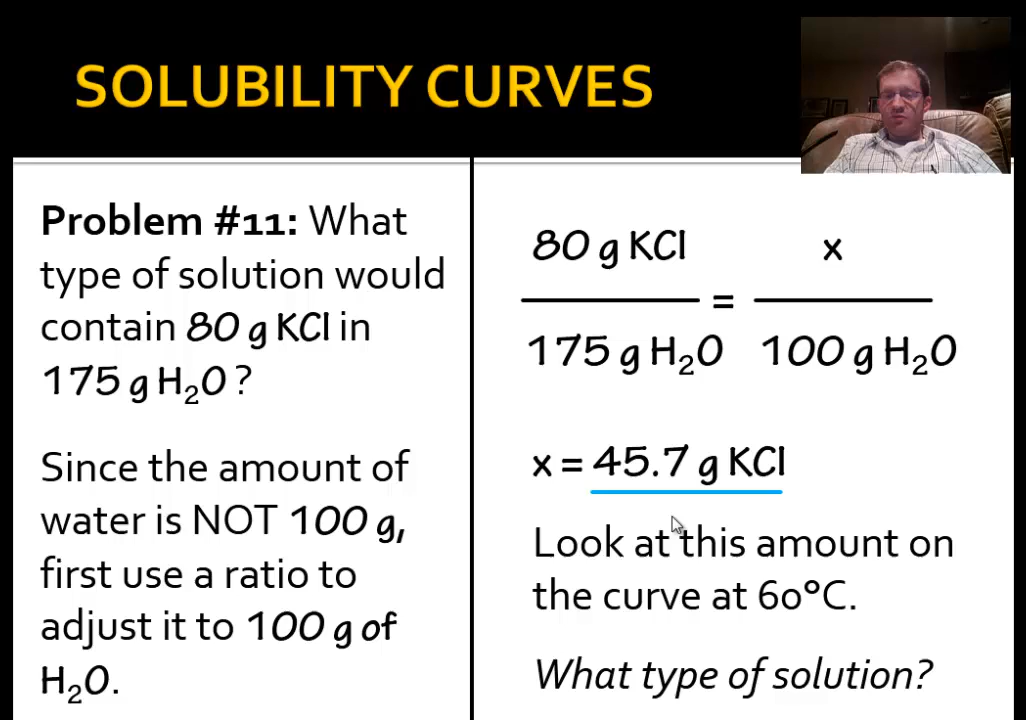 SOLUBILITY CURVES
Problem #11: What
type of solution would
contain 80 g KCl in
175 g H₂O ?
Since the amount of
water is NOT 100 g,
first use a ratio to
adjust it to 100 g of
H₂O.
80 g KCl x
=
175 g H₂O 100 g H₂O
x = 45.7 g KCl
Look at this amount on
the curve at 60°C.
What type of solution?